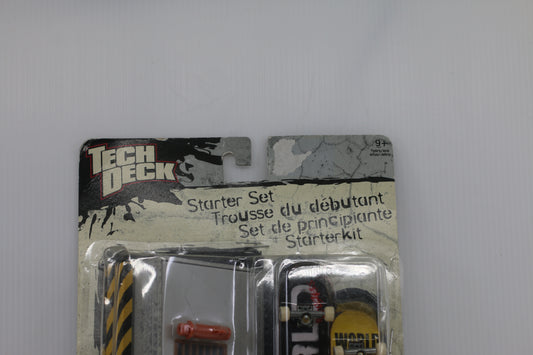 TECH
DECK
9+
Starter Set
Trousse du débutant
Set de principiante
Starterkit
WORLD